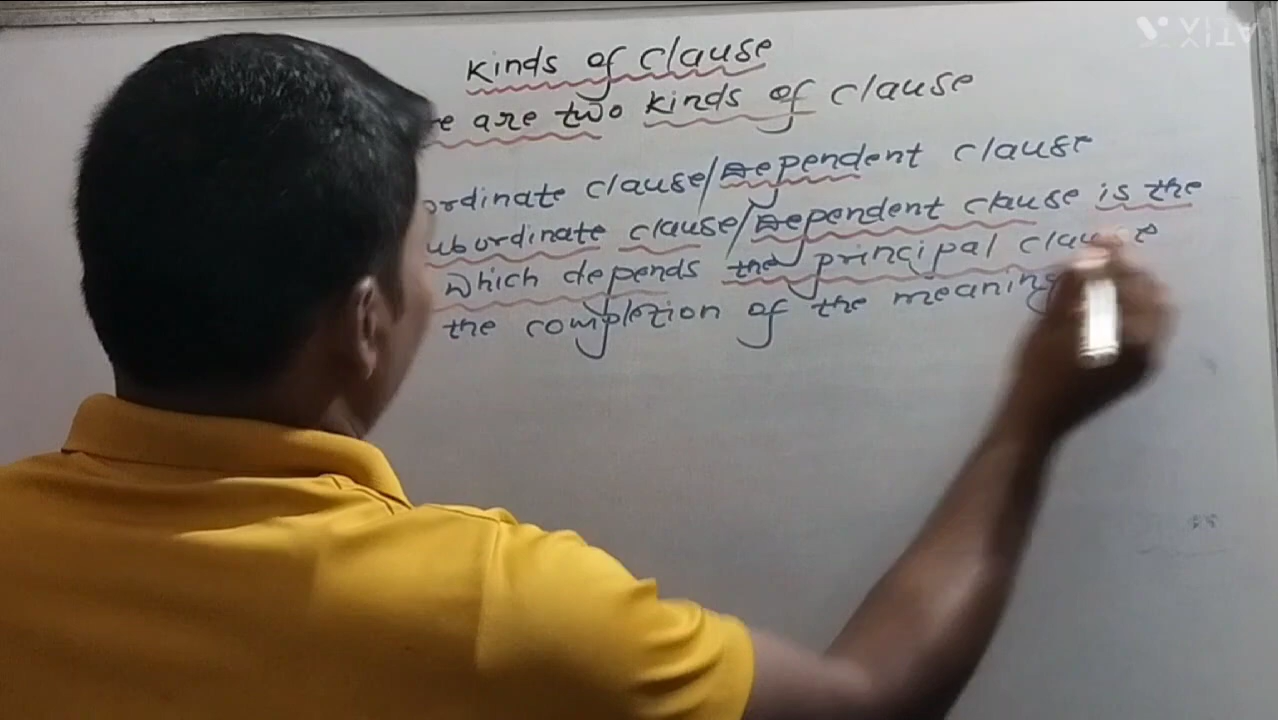 Kinds of clause
e are two kinds of clause
ordinate clause/Dependent clause
ubordinate clause/Dependent clause is the
which depends the principal clause
the completion of the meaning